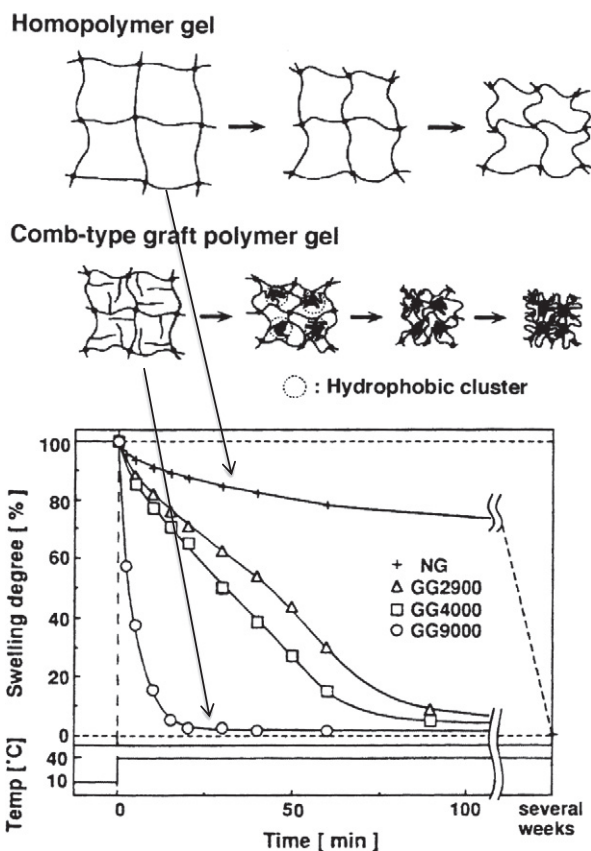 Homopolymer gel
Comb-type graft polymer gel
: Hydrophobic cluster
100
80
60
40
20
0
Swelling degree [ % ]
+ NG
△ GG2900
□ GG4000
○ GG9000
Temp [°C]
40
10
0
50
100
several
weeks
Time [ min ]